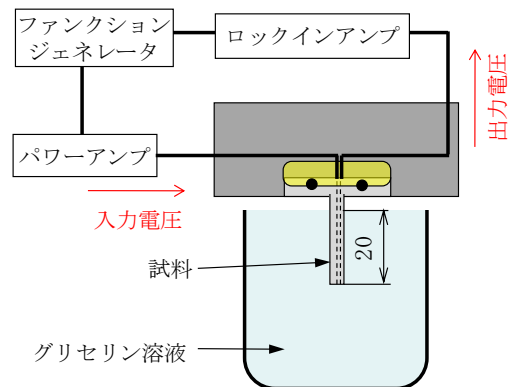 ファンクション
ジェネレータ
ロックインアンプ
パワーアンプ
入力電圧
出力電圧
20
試料
グリセリン溶液